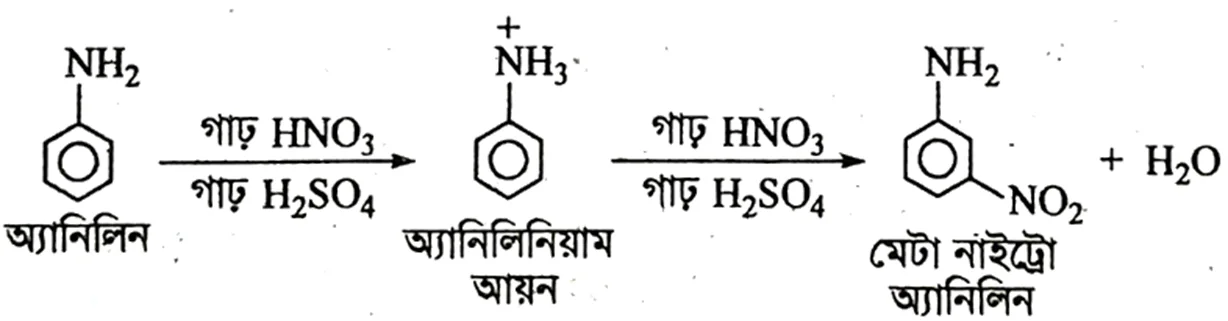 NH₂
অ্যানিলিন
গাঢ় HNO₃
গাঢ় H₂SO₄
+
NH₃
অ্যানিলিনিয়াম
আয়ন
গাঢ় HNO₃
গাঢ় H₂SO₄
NH₂
NO₂
মেটা নাইট্রো
অ্যানিলিন
+ H₂O